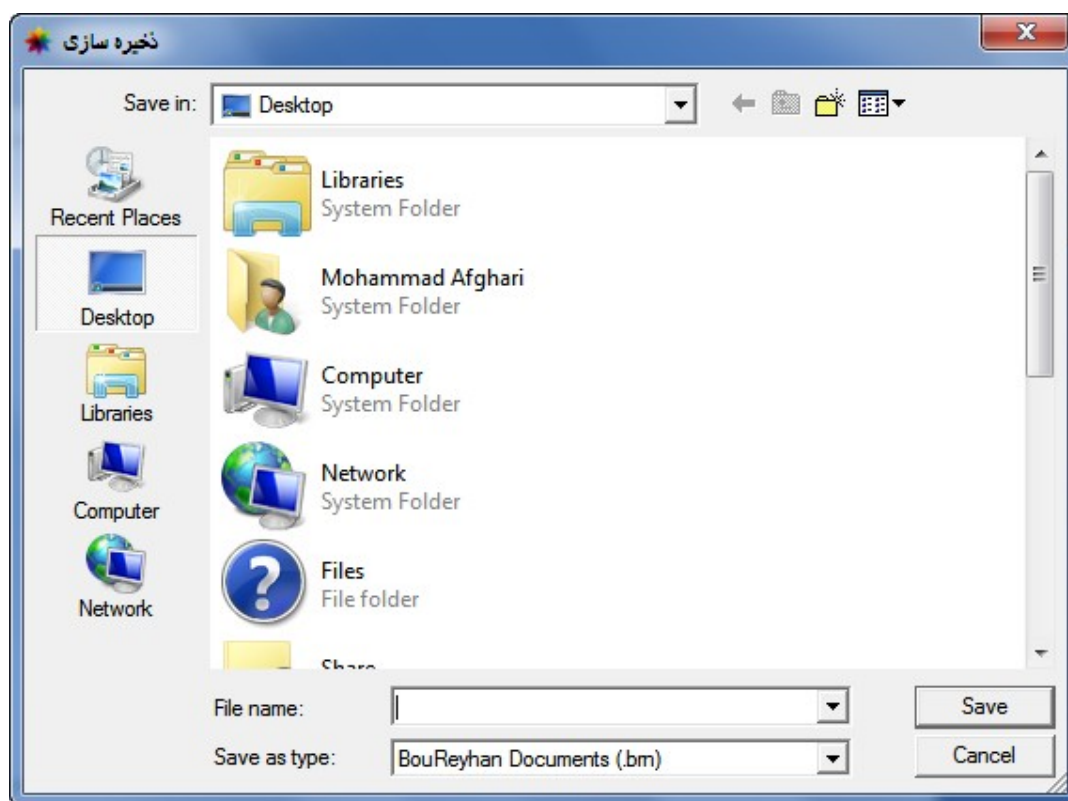 ذخیره سازی
Save in:
Desktop
Recent Places
Desktop
Libraries
Computer
Network
Libraries
System Folder
Mohammad Afghari
System Folder
Computer
System Folder
Network
System Folder
Files
File folder
Share
File name:
Save
Save as type:
BouReyhan Documents (.brn)
Cancel